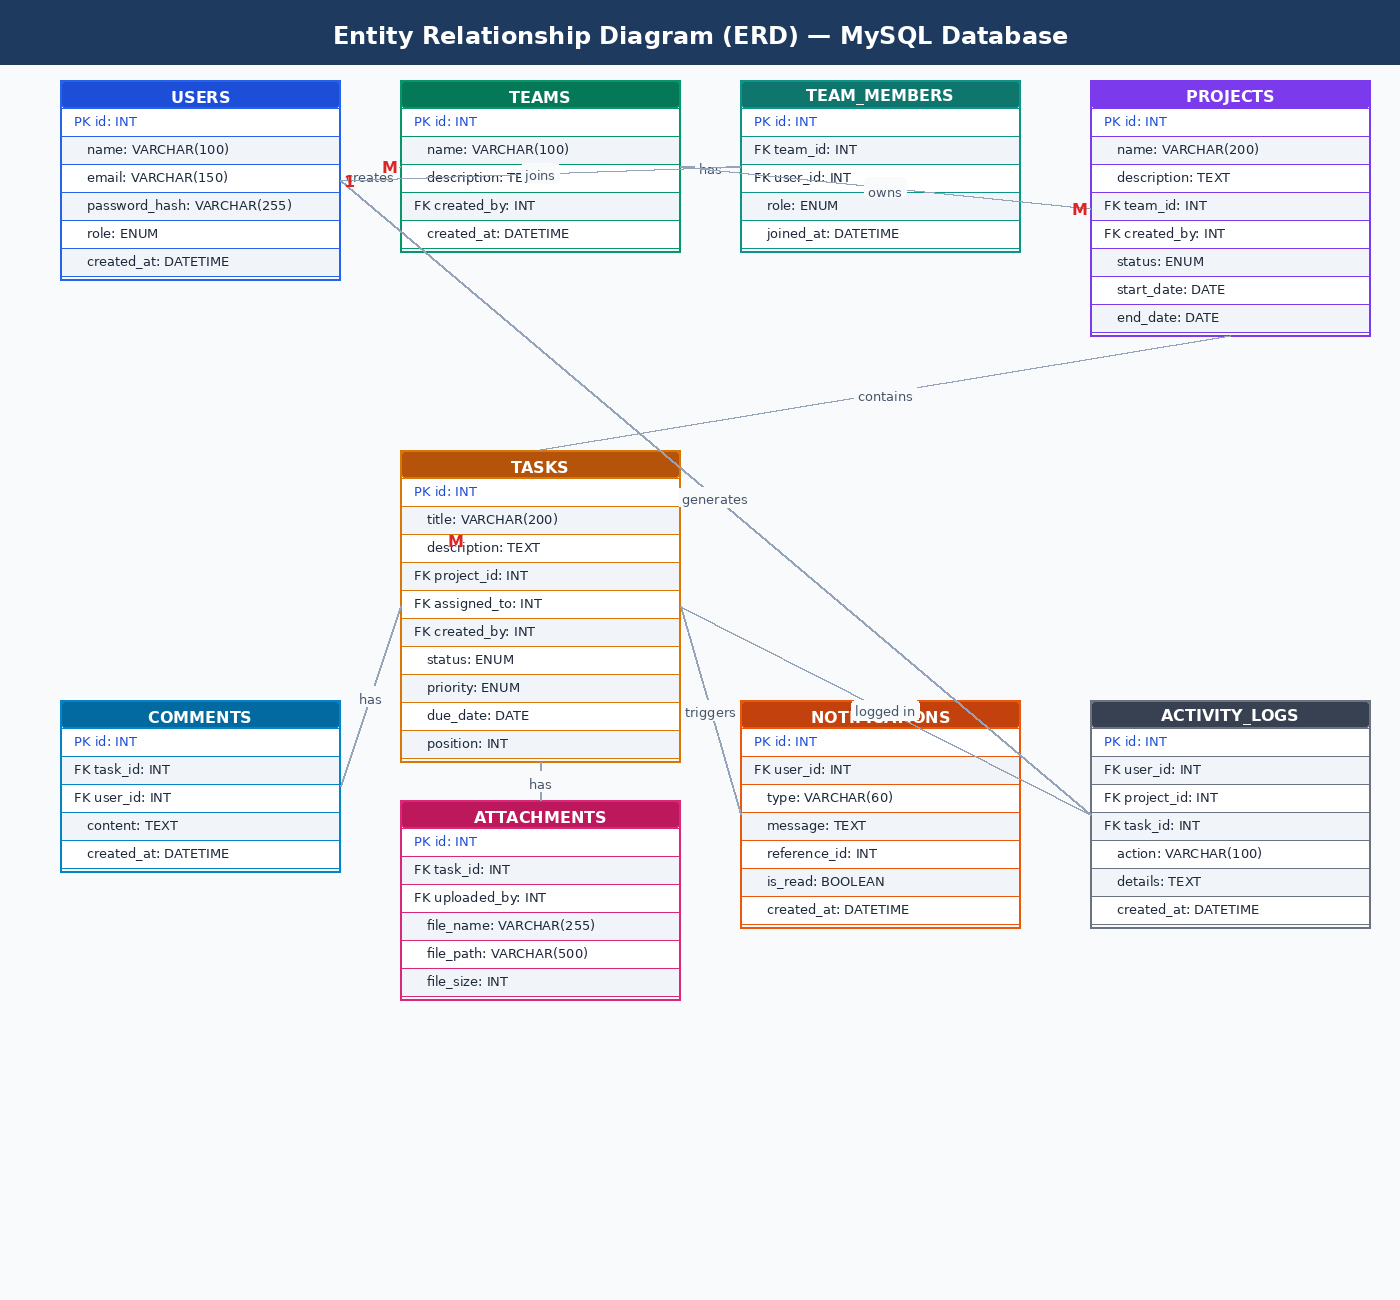 Entity Relationship Diagram (ERD) — MySQL Database
USERS
PK id: INT
name: VARCHAR(100)
email: VARCHAR(150)
password_hash: VARCHAR(255)
role: ENUM
created_at: DATETIME
1
M
TEAMS
PK id: INT
name: VARCHAR(100)
description:
FK created_by: INT
created_at: DATETIME
joins
has
TEAM_MEMBERS
PK id: INT
FK team_id: INT
FK user_id: INT
role: ENUM
joined_at: DATETIME
owns
M
PROJECTS
PK id: INT
name: VARCHAR(200)
description: TEXT
FK team_id: INT
FK created_by: INT
status: ENUM
start_date: DATE
end_date: DATE
contains
TASKS
PK id: INT
title: VARCHAR(200)
M
description: TEXT
FK project_id: INT
FK assigned_to: INT
FK created_by: INT
status: ENUM
priority: ENUM
due_date: DATE
position: INT
generates
has
triggers
logged in
has
COMMENTS
PK id: INT
FK task_id: INT
FK user_id: INT
content: TEXT
created_at: DATETIME
ATTACHMENTS
PK id: INT
FK task_id: INT
FK uploaded_by: INT
file_name: VARCHAR(255)
file_path: VARCHAR(500)
file_size: INT
NOTIFICATIONS
PK id: INT
FK user_id: INT
type: VARCHAR(60)
message: TEXT
reference_id: INT
is_read: BOOLEAN
created_at: DATETIME
ACTIVITY_LOGS
PK id: INT
FK user_id: INT
FK project_id: INT
FK task_id: INT
action: VARCHAR(100)
details: TEXT
created_at: DATETIME